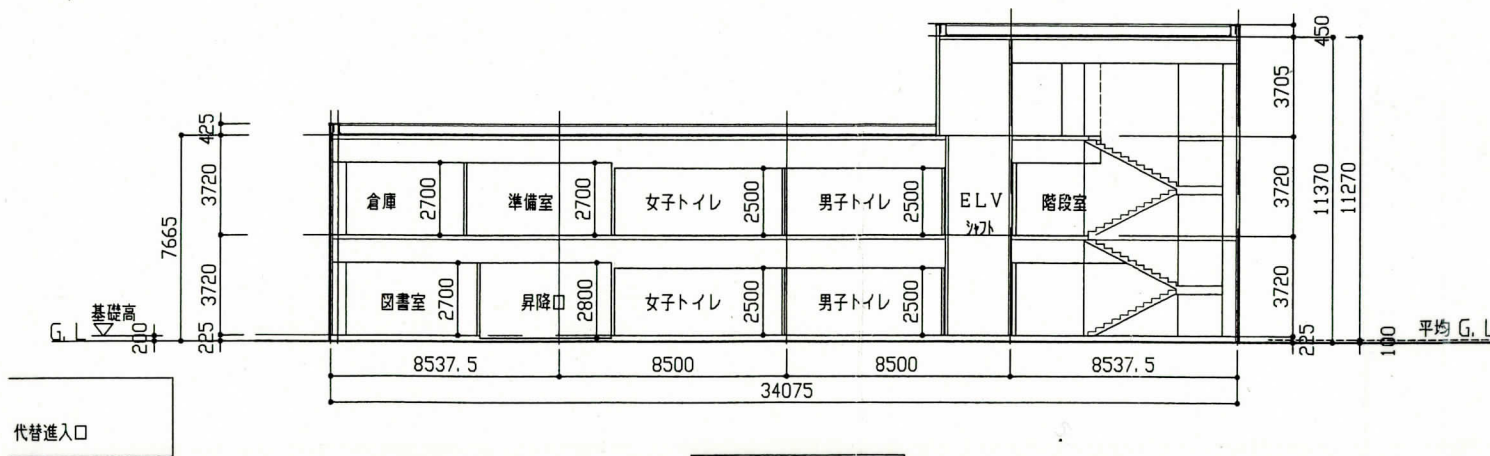 450
3705
425
3720
3720
11370
11270
7665
倉庫
2700
準備室
2700
女子トイレ
2500
男子トイレ
2500
ELV
シャフト
階段室
3720
3720
図書室
2700
昇降口
2800
女子トイレ
2500
男子トイレ
2500
基礎高
G.L
200
225
225
100
平均 G.L
8537.5
8500
8500
8537.5
34075
代替進入口